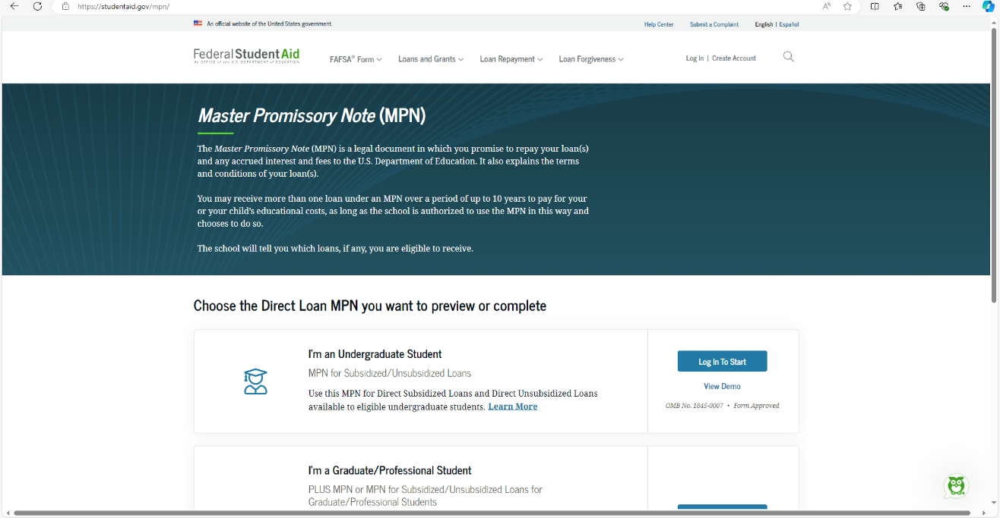 https://studentaid.gov/mpn/
An official website of the United States government.
Help Center Submit a Complaint English | Español
Federal Student Aid
An OFFICE of the U.S. DEPARTMENT of EDUCATION
FAFSA® Form Loans and Grants Loan Repayment Loan Forgiveness Log In | Create Account
Master Promissory Note (MPN)
The Master Promissory Note (MPN) is a legal document in which you promise to repay your loan(s)
and any accrued interest and fees to the U.S. Department of Education. It also explains the terms
and conditions of your loan(s).
You may receive more than one loan under an MPN over a period of up to 10 years to pay for your
or your child's educational costs, as long as the school is authorized to use the MPN in this way and
chooses to do so.
The school will tell you which loans, if any, you are eligible to receive.
Choose the Direct Loan MPN you want to preview or complete
I'm an Undergraduate Student
MPN for Subsidized/Unsubsidized Loans
Use this MPN for Direct Subsidized Loans and Direct Unsubsidized Loans
available to eligible undergraduate students. Learn More
Log In To Start
View Demo
OMB No. 1845-0007 • Form Approved
I'm a Graduate/Professional Student
PLUS MPN or MPN for Subsidized/Unsubsidized Loans for
Graduate/Professional Students